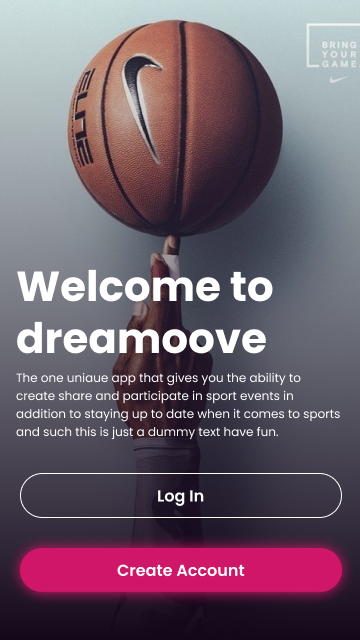 BRING
YOUR
GAME
ELITE
Welcome to
dreamoove
The one uniaue app that gives you the ability to
create share and participate in sport events in
addition to staying up to date when it comes to sports
and such this is just a dummy text have fun.
Log In
Create Account